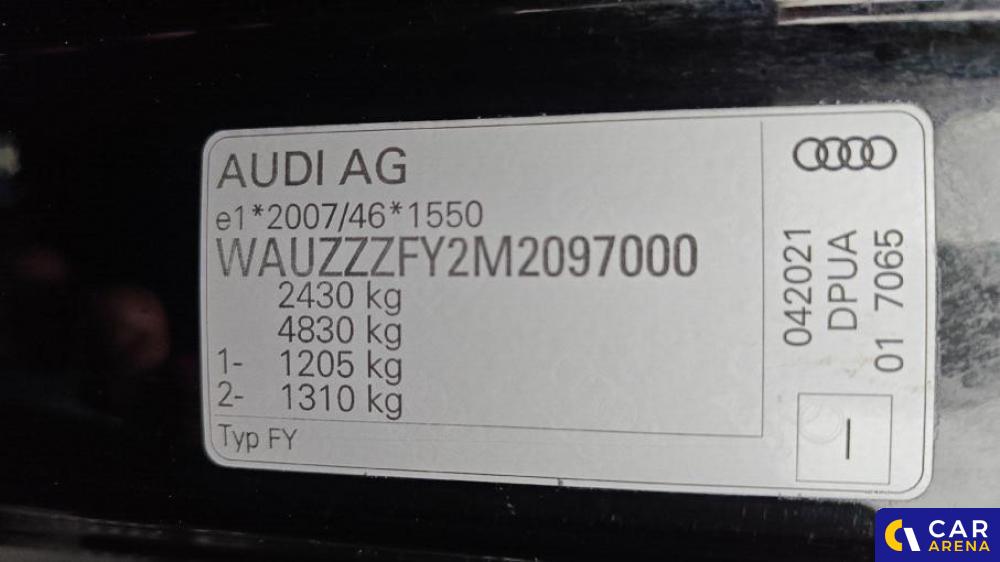 AUDI AG
e1*2007/46*1550
WAUZZZFY2M2097000
2430 kg
4830 kg
1- 1205 kg
2- 1310 kg
Typ FY
042021
DPUA
01 7065
–
CAR
ARENA